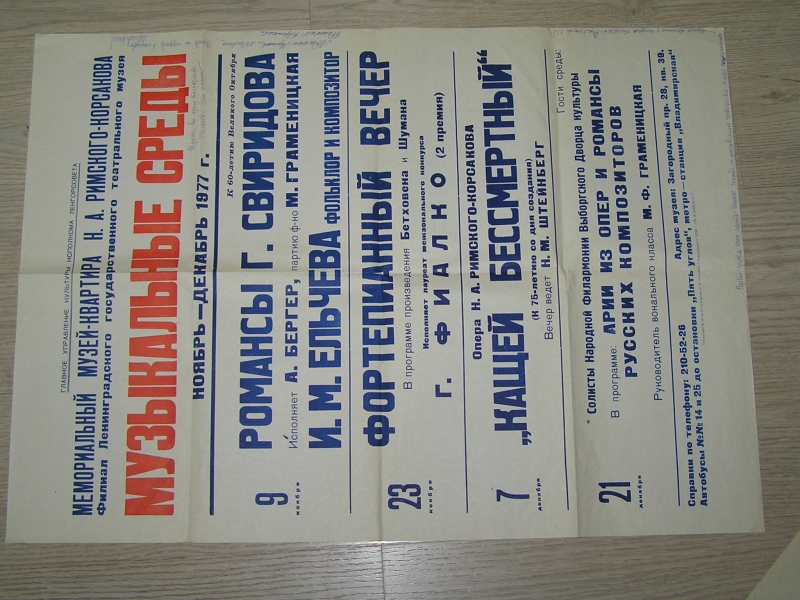 ГЛАВНОЕ УПРАВЛЕНИЕ КУЛЬТУРЫ ИСПОЛКОМА ЛЕНГОРСОВЕТА
МЕМОРИАЛЬНЫЙ МУЗЕЙ-КВАРТИРА Н. А. РИМСКОГО-КОРСАКОВА
Филиал Ленинградского государственного театрального музея
МУЗЫКАЛЬНЫЕ СРЕДЫ
НОЯБРЬ—ДЕКАБРЬ 1977 г.
К 60-летию Великого Октября
9 ноября
РОМАНСЫ Г. СВИРИДОВА
Исполняет А. БЕРГЕР, партию ф-но М. ГРАМЕНИЦКАЯ
И. М. ЕЛЬЧЕВА ФОЛЬКЛОР И КОМПОЗИТОР
23 ноября
ФОРТЕПИАННЫЙ ВЕЧЕР
В программе произведения Бетховена и Шумана
Исполняет лауреат межзонального конкурса
Г. ФИАЛКО (2 премия)
7 декабря
Опера Н. А. РИМСКОГО-КОРСАКОВА
„КАЩЕЙ БЕССМЕРТНЫЙ“
(К 75-летию со дня создания)
Вечер ведет Н. М. ШТЕЙНБЕРГ
21 декабря
Гости среды:
Солисты Народной Филармонии Выборгского Дворца культуры
В программе: АРИИ ИЗ ОПЕР И РОМАНСЫ
РУССКИХ КОМПОЗИТОРОВ
Руководитель вокального класса М. Ф. ГРАМЕНИЦКАЯ
Адрес музея: Загородный пр. 28, кв. 39.
Справки по телефону: 210-52-26
Автобусы №№ 14 и 25 до остановки „Пять углов“, метро—станция „Владимирская“